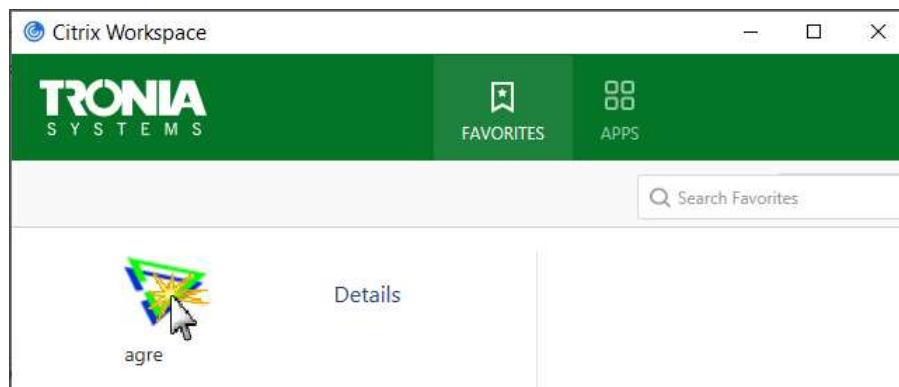 Citrix Workspace
TRONIA
SYSTEMS
FAVORITES
APPS
Search Favorites
Details
agre